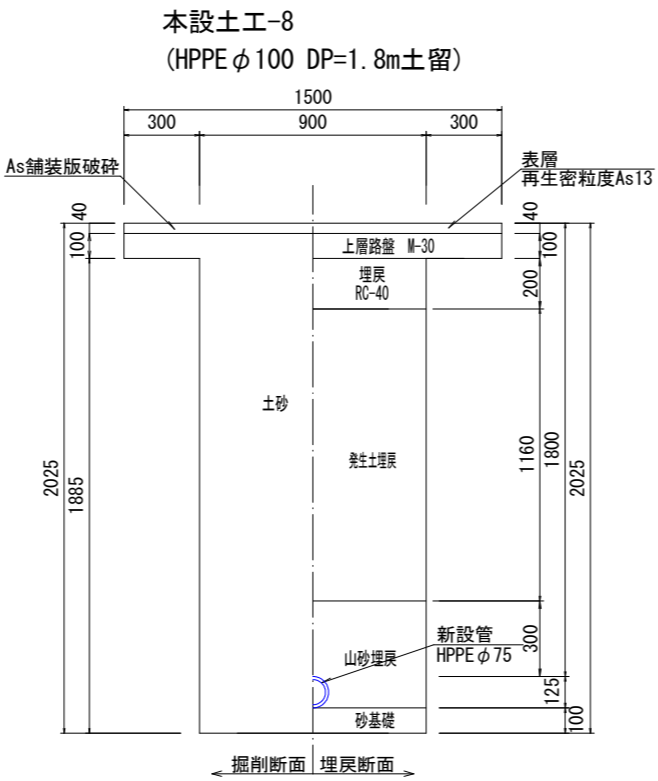 本設土工-8
(HPPEφ100 DP=1.8m土留)
1500
300
900
300
As舗装版破砕
表層
再生密粒度As13
40
100
2025
1885
上層路盤 M-30
埋戻
RC-40
土砂
発生土埋戻
山砂埋戻
新設管
HPPEφ75
砂基礎
40
100
200
1160
1800
2025
300
125
100
掘削断面
埋戻断面